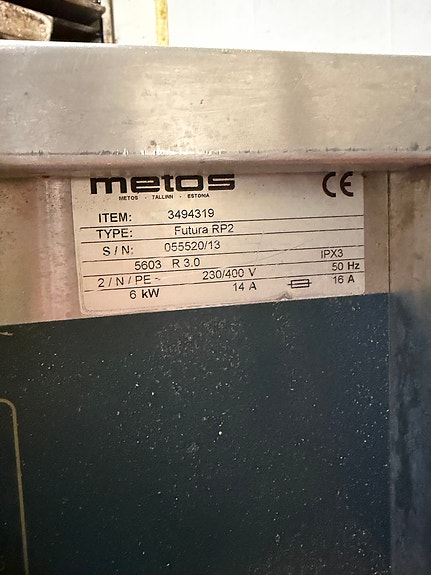 metos
METOS - TALLINN - ESTONIA
CE
ITEM: 3494319
TYPE: Futura RP2
S / N: 055520/13
5603 R 3.0 IPX3
2 / N / PE ~ 230/400 V 50 Hz
6 kW 14 A 16 A